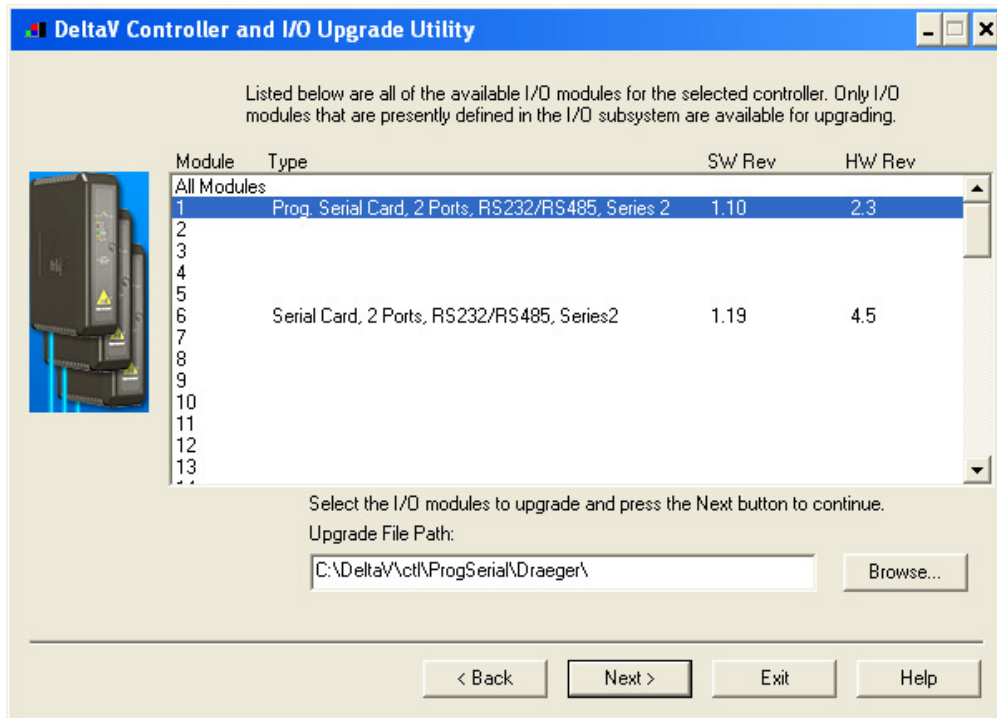 DeltaV Controller and I/O Upgrade Utility
Listed below are all of the available I/O modules for the selected controller. Only I/O
modules that are presently defined in the I/O subsystem are available for upgrading.
Module Type SW Rev HW Rev
All Modules
1 Prog. Serial Card, 2 Ports, RS232/RS485, Series 2 1.10 2.3
2
3
4
5
6 Serial Card, 2 Ports, RS232/RS485, Series2 1.19 4.5
7
8
9
10
11
12
13
Select the I/O modules to upgrade and press the Next button to continue.
Upgrade File Path:
C:\DeltaV\ctl\ProgSerial\Draeger\
Browse...
< Back Next > Exit Help